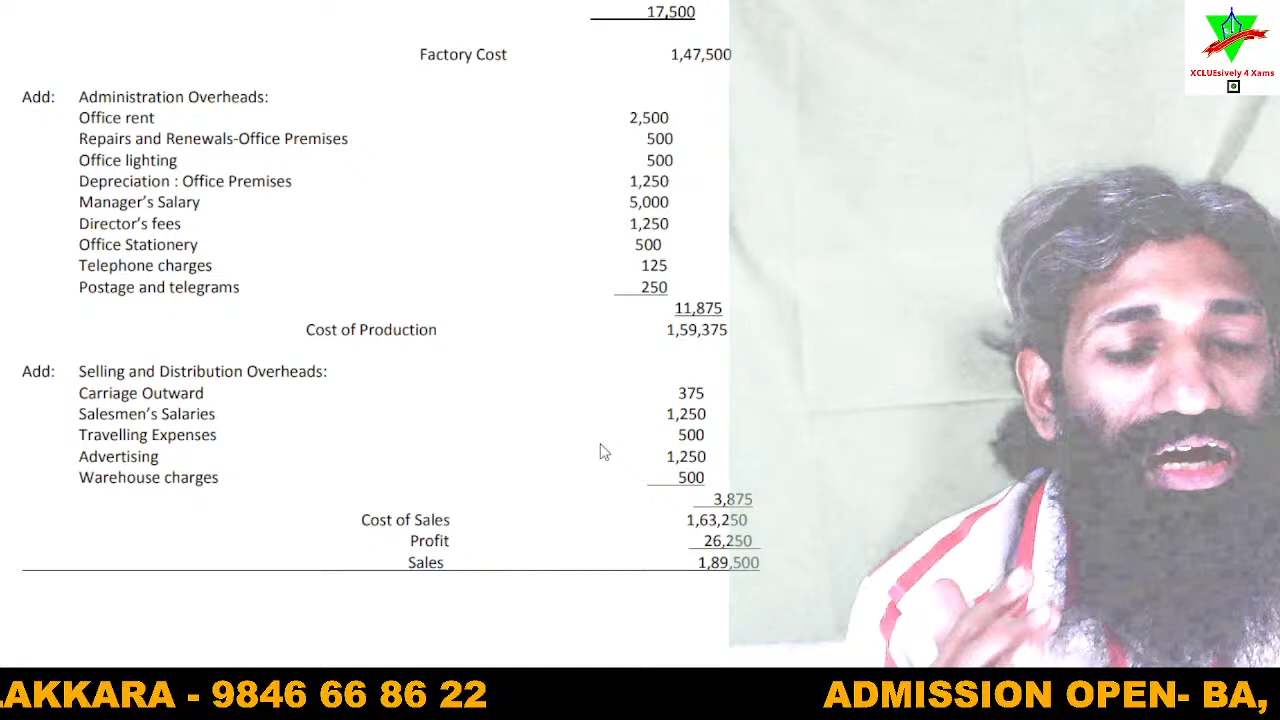 17,500
Factory Cost 1,47,500
Add: Administration Overheads:
Office rent 2,500
Repairs and Renewals-Office Premises 500
Office lighting 500
Depreciation : Office Premises 1,250
Manager's Salary 5,000
Director's fees 1,250
Office Stationery 500
Telephone charges 125
Postage and telegrams 250
11,875
Cost of Production 1,59,375
Add: Selling and Distribution Overheads:
Carriage Outward 375
Salesmen's Salaries 1,250
Travelling Expenses 500
Advertising 1,250
Warehouse charges 500
3,875
Cost of Sales 1,63,250
Profit 26,250
Sales 1,89,500
XCLUEsively 4 Xams
LAKKARA - 9846 66 86 22 ADMISSION OPEN- BA,